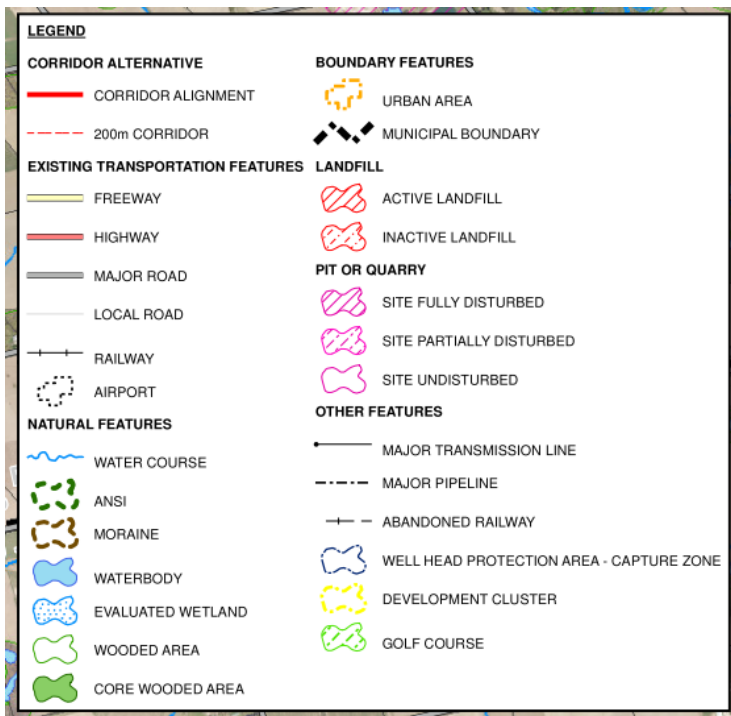 LEGEND
CORRIDOR ALTERNATIVE
CORRIDOR ALIGNMENT
200m CORRIDOR
EXISTING TRANSPORTATION FEATURES
FREEWAY
HIGHWAY
MAJOR ROAD
LOCAL ROAD
RAILWAY
AIRPORT
NATURAL FEATURES
WATER COURSE
ANSI
MORAINE
WATERBODY
EVALUATED WETLAND
WOODED AREA
CORE WOODED AREA
BOUNDARY FEATURES
URBAN AREA
MUNICIPAL BOUNDARY
LANDFILL
ACTIVE LANDFILL
INACTIVE LANDFILL
PIT OR QUARRY
SITE FULLY DISTURBED
SITE PARTIALLY DISTURBED
SITE UNDISTURBED
OTHER FEATURES
MAJOR TRANSMISSION LINE
MAJOR PIPELINE
ABANDONED RAILWAY
WELL HEAD PROTECTION AREA - CAPTURE ZONE
DEVELOPMENT CLUSTER
GOLF COURSE